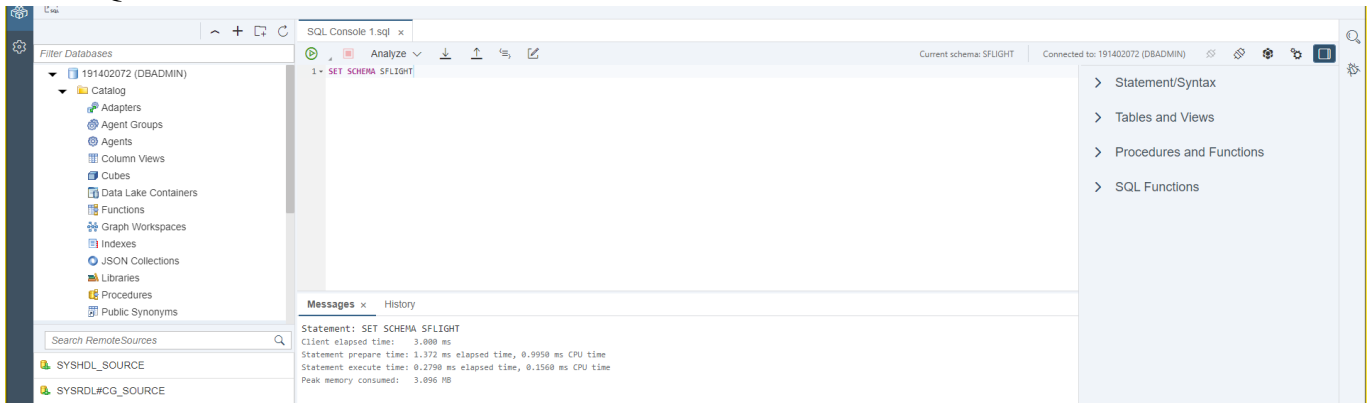 SQL Console 1.sql ×
Filter Databases
Analyze
Current schema: SFLIGHT
Connected to: 191402072 (DBADMIN)
191402072 (DBADMIN)
Catalog
Adapters
Agent Groups
Agents
Column Views
Cubes
Data Lake Containers
Functions
Graph Workspaces
Indexes
JSON Collections
Libraries
Procedures
Public Synonyms
Search RemoteSources
SYSHDL_SOURCE
SYSRDL#CG_SOURCE
1 SET SCHEMA SFLIGHT
Messages × History
Statement: SET SCHEMA SFLIGHT
Client elapsed time: 3.000 ms
Statement prepare time: 1.372 ms elapsed time, 0.9950 ms CPU time
Statement execute time: 0.2790 ms elapsed time, 0.1560 ms CPU time
Peak memory consumed: 3.096 MB
Statement/Syntax
Tables and Views
Procedures and Functions
SQL Functions